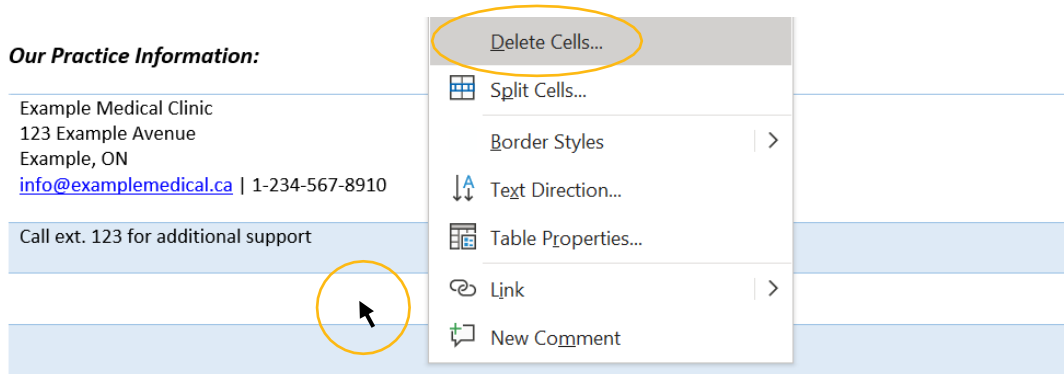 Our Practice Information:
Example Medical Clinic
123 Example Avenue
Example, ON
info@examplemedical.ca | 1-234-567-8910
Call ext. 123 for additional support
Delete Cells...
Split Cells...
Border Styles
Text Direction...
Table Properties...
Link
New Comment